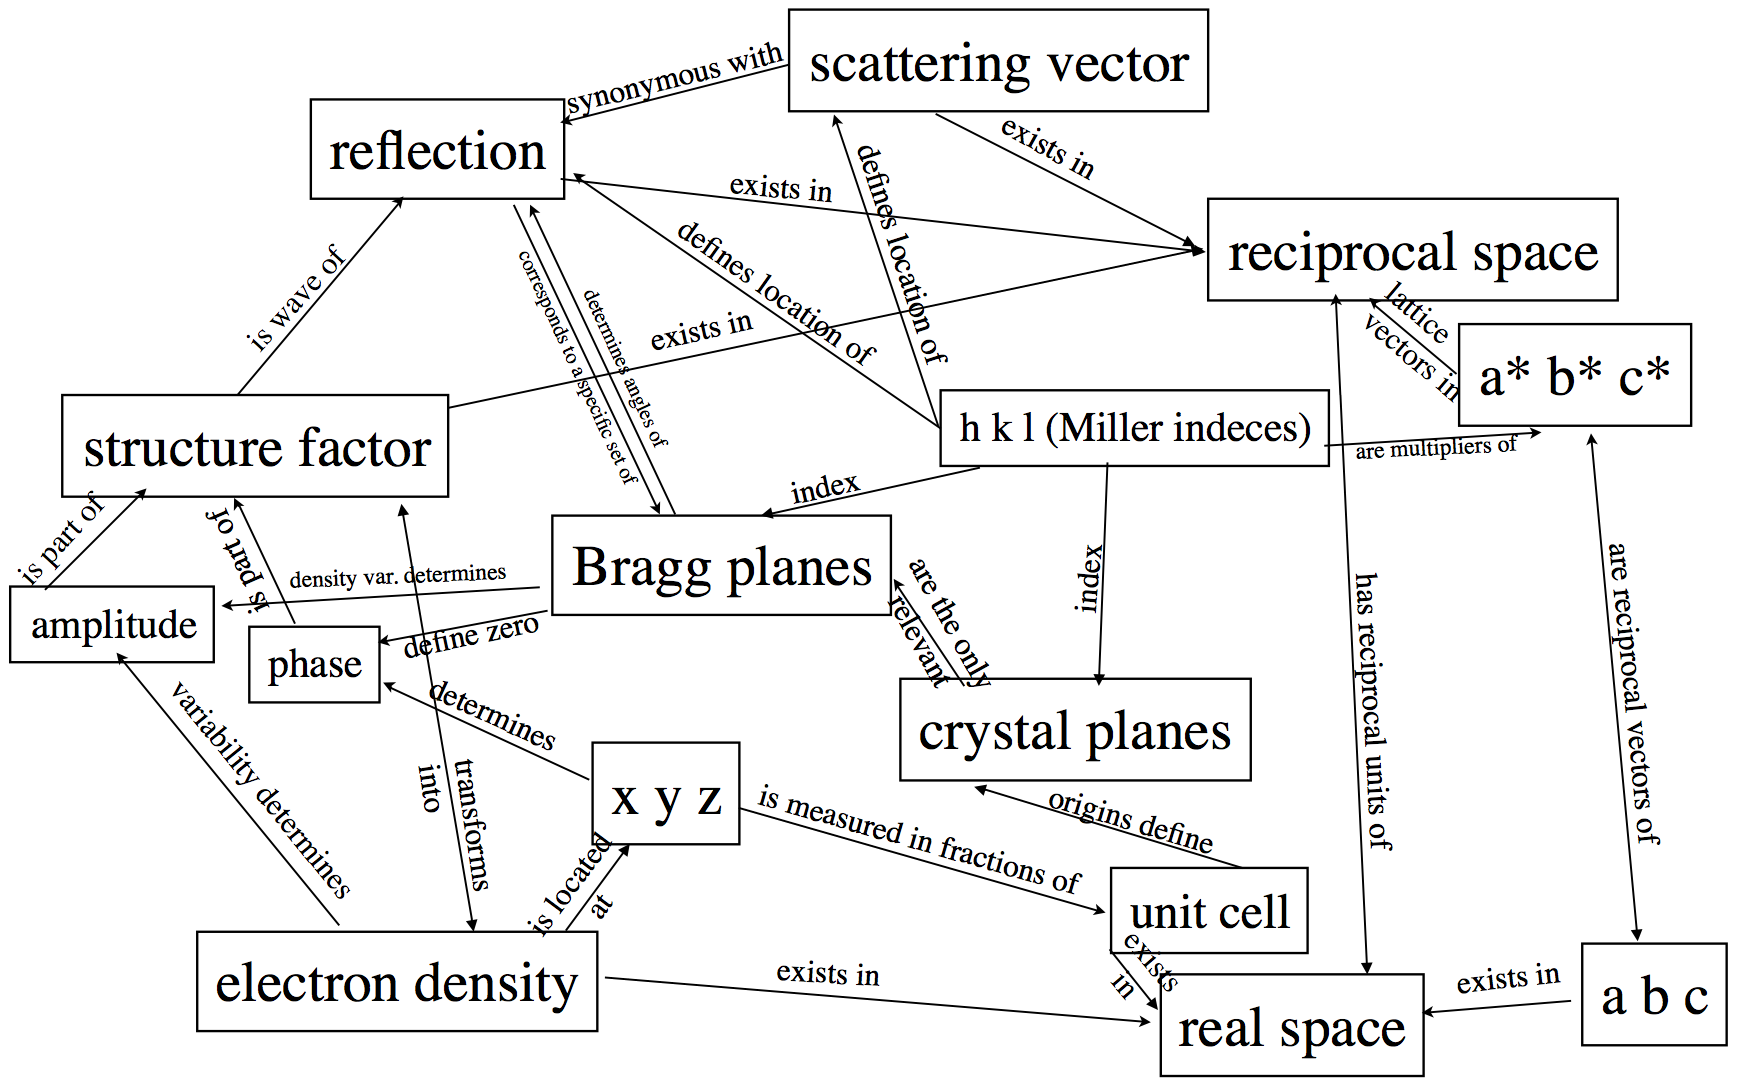 scattering vector
synonymous with
reflection
exists in
exists in
defines location of
defines location of
reciprocal space
is wave of
corresponds to a specific set of
determines angles of
exists in
lattice
vectors in
a* b* c*
structure factor
h k l (Miller indeces)
are multipliers of
index
is part of
is part of
Bragg planes
density var. determines
index
are the only
relevant
has reciprocal units of
are reciprocal vectors of
amplitude
phase
define zero
determines
crystal planes
variability determines
transforms
into
x y z
is measured in fractions of
origins define
is located
at
unit cell
exists
in
electron density
exists in
real space
exists in
a b c